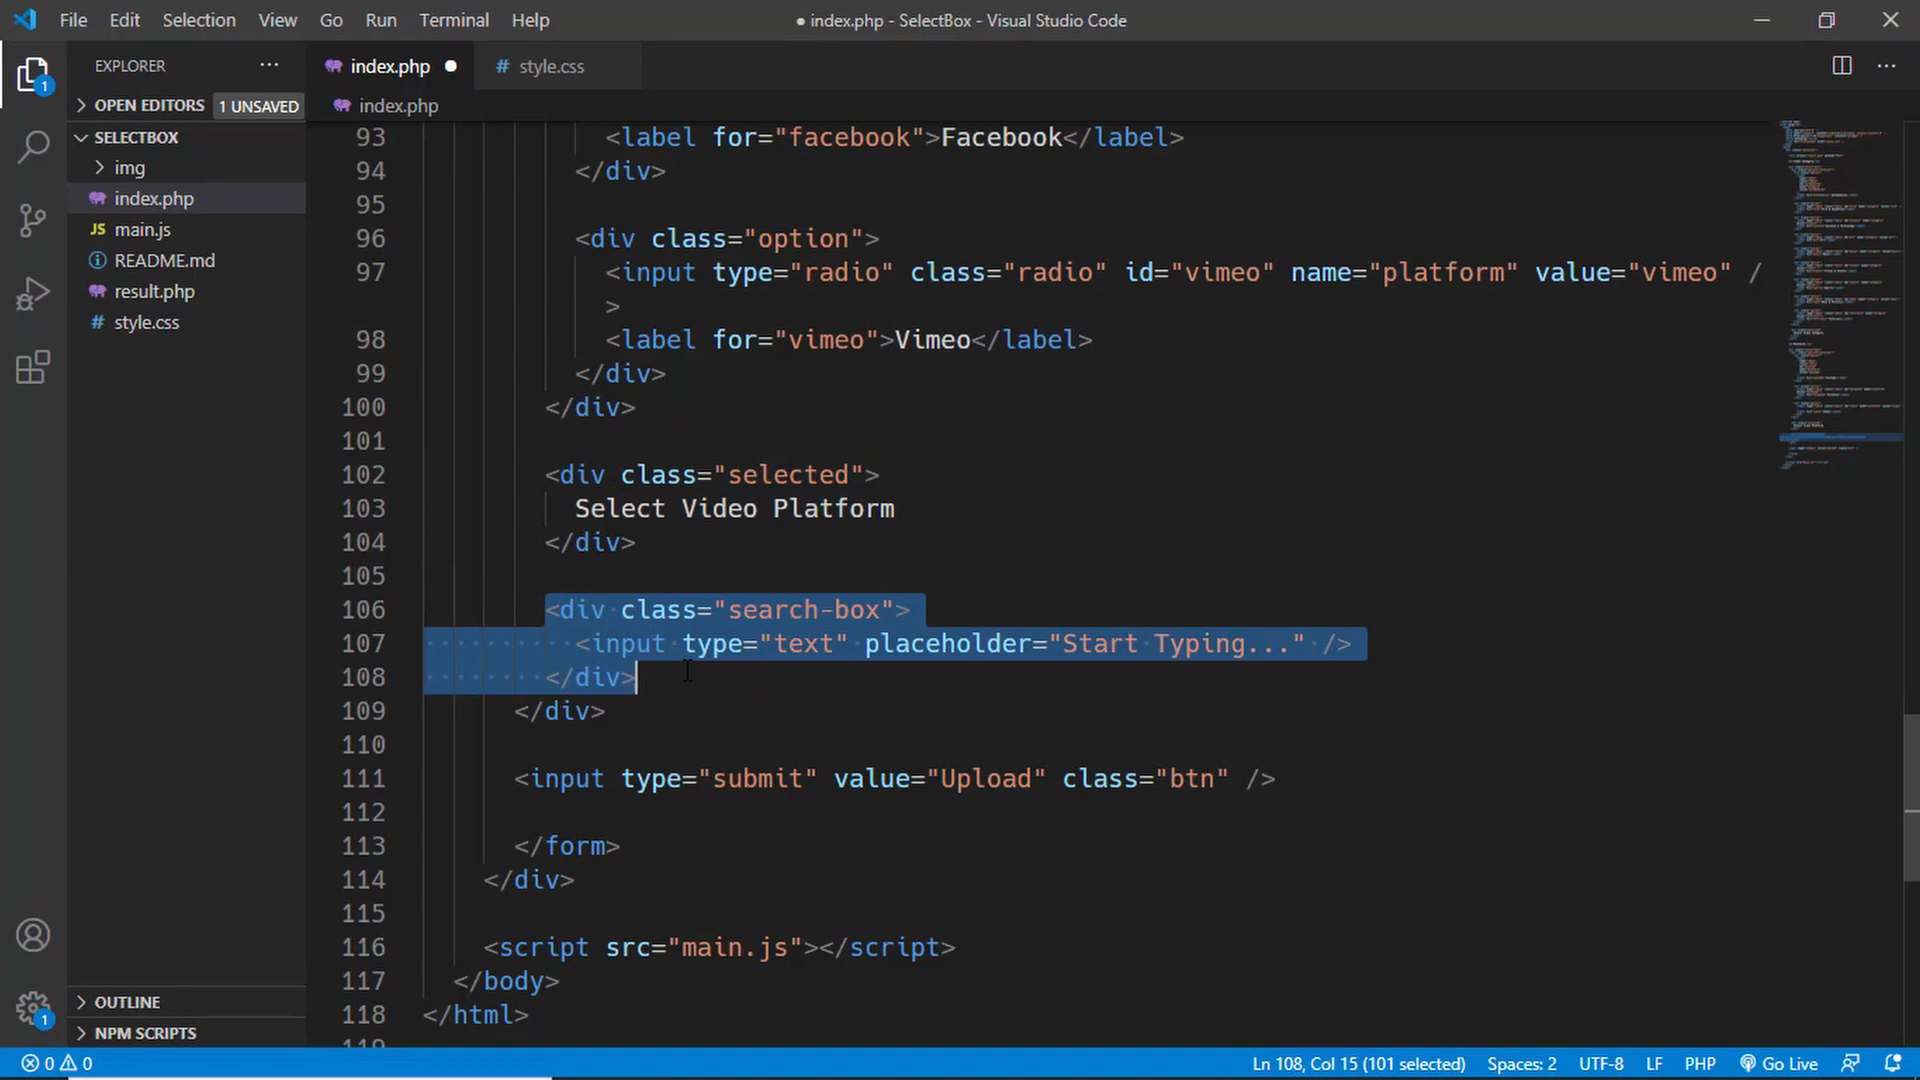 File Edit Selection View Go Run Terminal Help
● index.php - SelectBox - Visual Studio Code
EXPLORER ···
index.php ●
# style.css
1
OPEN EDITORS 1 UNSAVED
index.php
SELECTBOX
img
index.php
JS main.js
README.md
result.php
# style.css
93 <label for="facebook">Facebook</label>
94 </div>
95
96 <div class="option">
97 <input type="radio" class="radio" id="vimeo" name="platform" value="vimeo" /
>
98 <label for="vimeo">Vimeo</label>
99 </div>
100 </div>
101
102 <div class="selected">
103 Select Video Platform
104 </div>
105
106 <div class="search-box">
107 <input type="text" placeholder="Start Typing..." />
108 </div>
109 </div>
110
111 <input type="submit" value="Upload" class="btn" />
112
113 </form>
114 </div>
115
116 <script src="main.js"></script>
117 </body>
118 </html>
OUTLINE
1
NPM SCRIPTS
0 0
Ln 108, Col 15 (101 selected) Spaces: 2 UTF-8 LF PHP Go Live